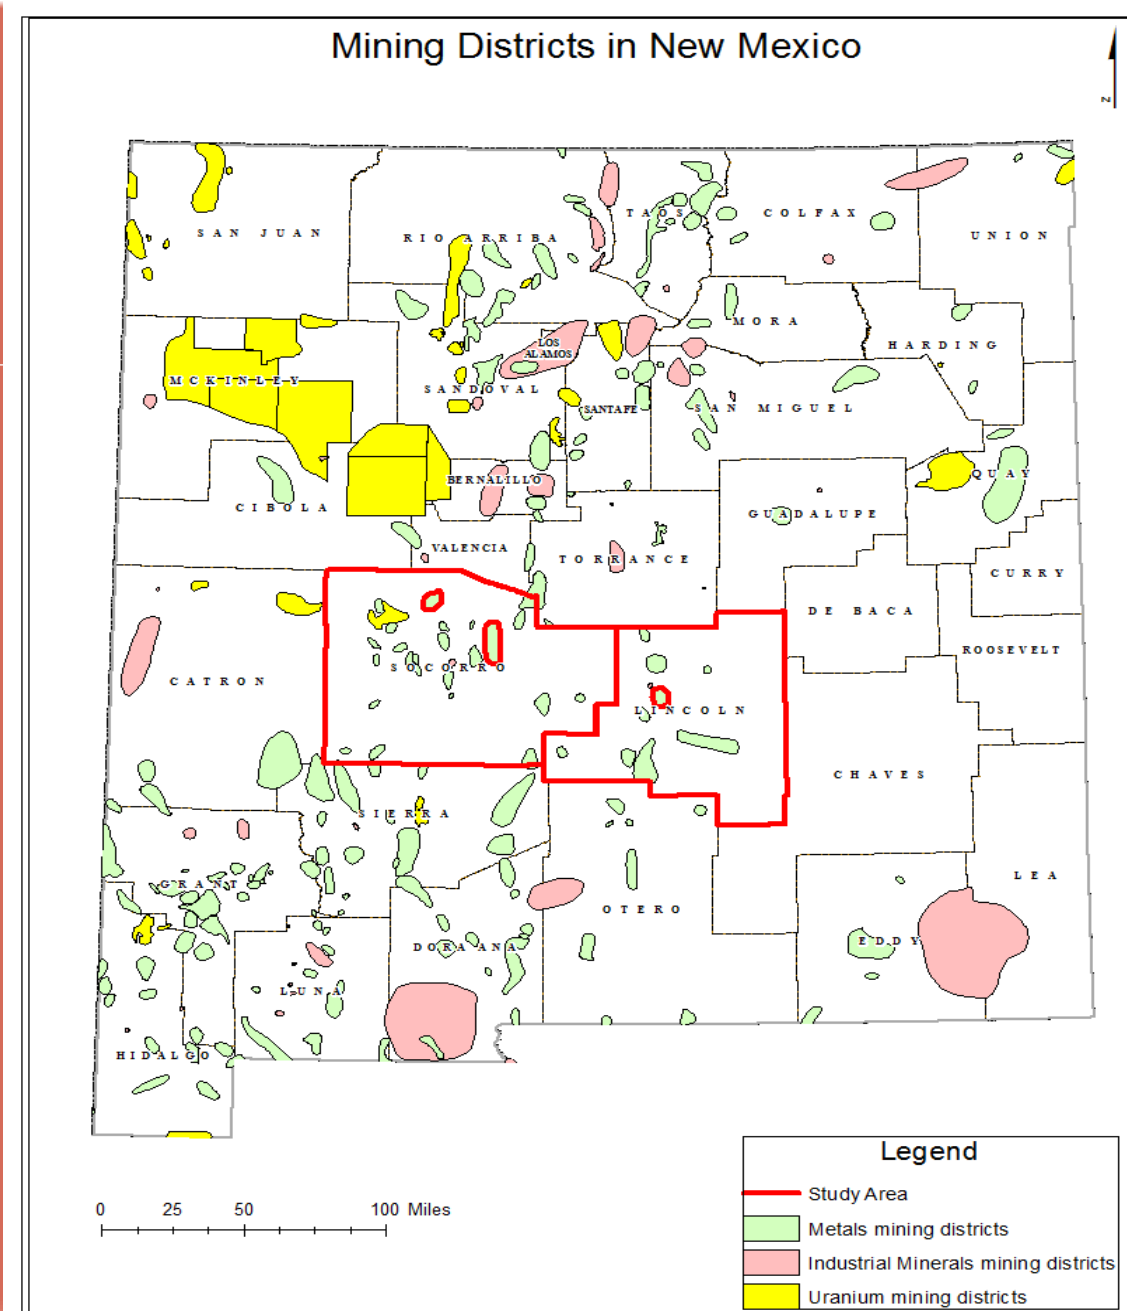 Mining Districts in New Mexico
N
SAN JUAN
RIO ARRIBA
TAOS
COLFAX
UNION
MORA
HARDING
LOS
ALAMOS
MCKINLEY
SANDOVAL
SANTA FE
SAN MIGUEL
QUAY
BERNALILLO
CIBOLA
GUADALUPE
VALENCIA
TORRANCE
CURRY
DE BACA
ROOSEVELT
SOCORRO
CATRON
LINCOLN
CHAVES
SIERRA
LEA
GRANT
OTERO
EDDY
DORA ANA
LUNA
HIDALGO
0 25 50 100 Miles
Legend
Study Area
Metals mining districts
Industrial Minerals mining districts
Uranium mining districts